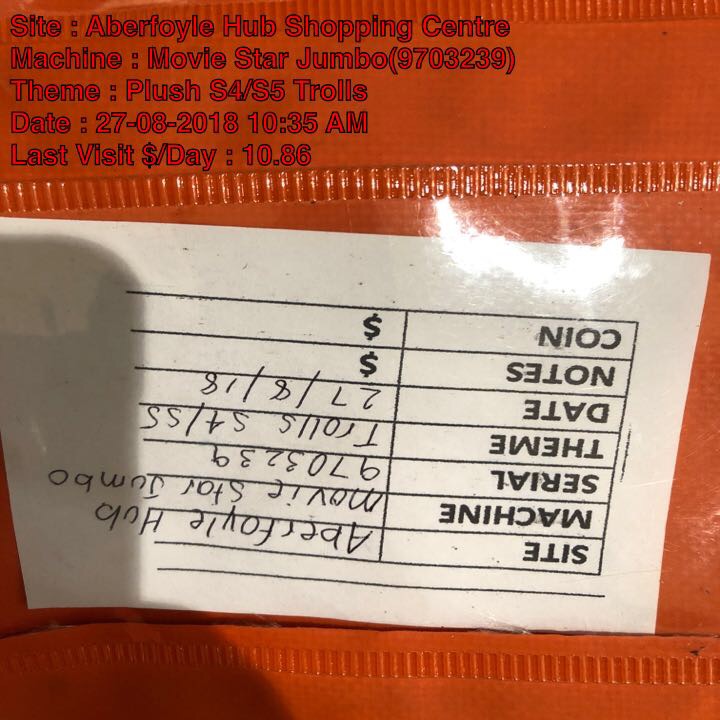 Site : Aberfoyle Hub Shopping Centre
Machine : Movie Star Jumbo(9703239)
Theme : Plush S4/S5 Trolls
Date : 27-08-2018 10:35 AM
Last Visit $/Day : 10.86
SITE Aberfoyle Hub
MACHINE Movie Star Jumbo
SERIAL 9703239
THEME Trolls S4/S5
DATE 27/8/18
NOTES $
COIN $